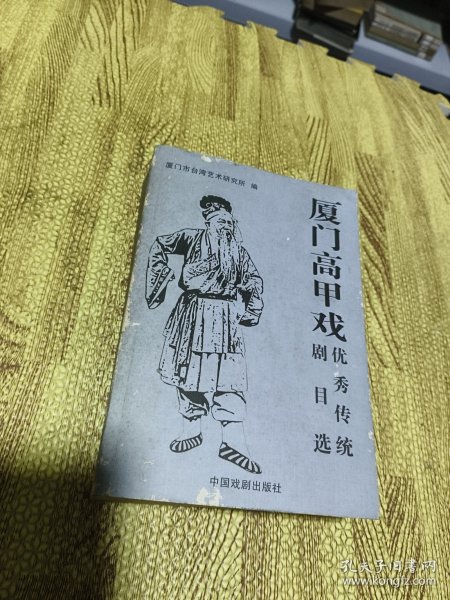 厦门市台湾艺术研究所 编
厦门高甲戏
优秀传统
剧目选
中国戏剧出版社
孔夫子旧书网
www.kongfz.com